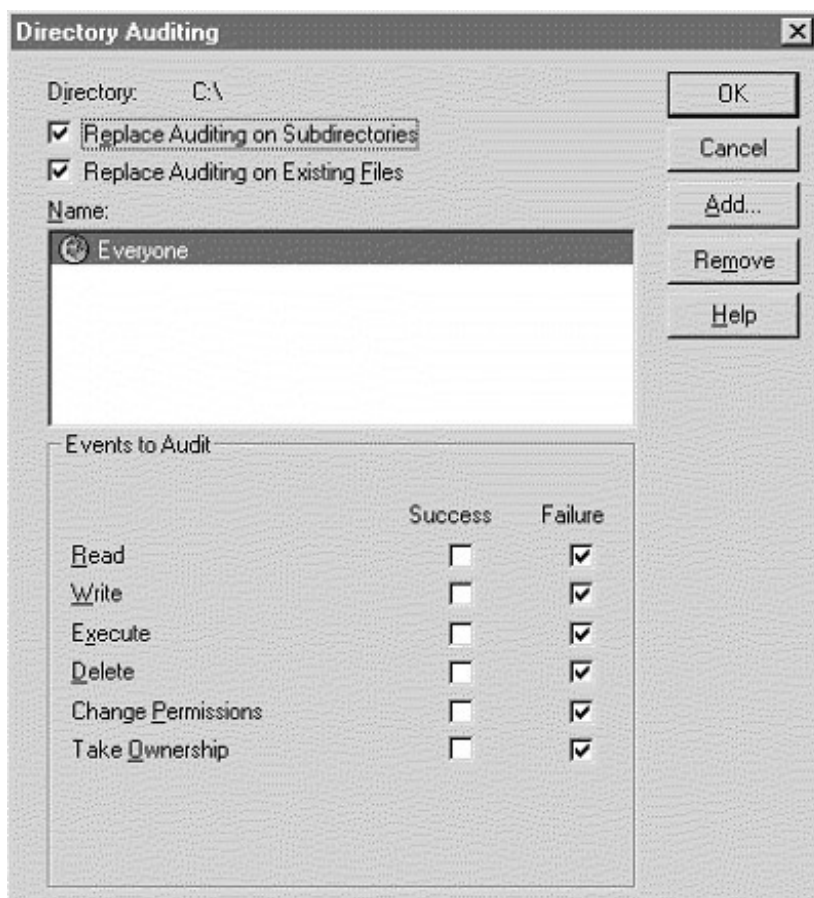 Directory Auditing
Directory: C:\
Replace Auditing on Subdirectories
Replace Auditing on Existing Files
Name:
Everyone
OK
Cancel
Add...
Remove
Help
Events to Audit
Success Failure
Read
Write
Execute
Delete
Change Permissions
Take Ownership